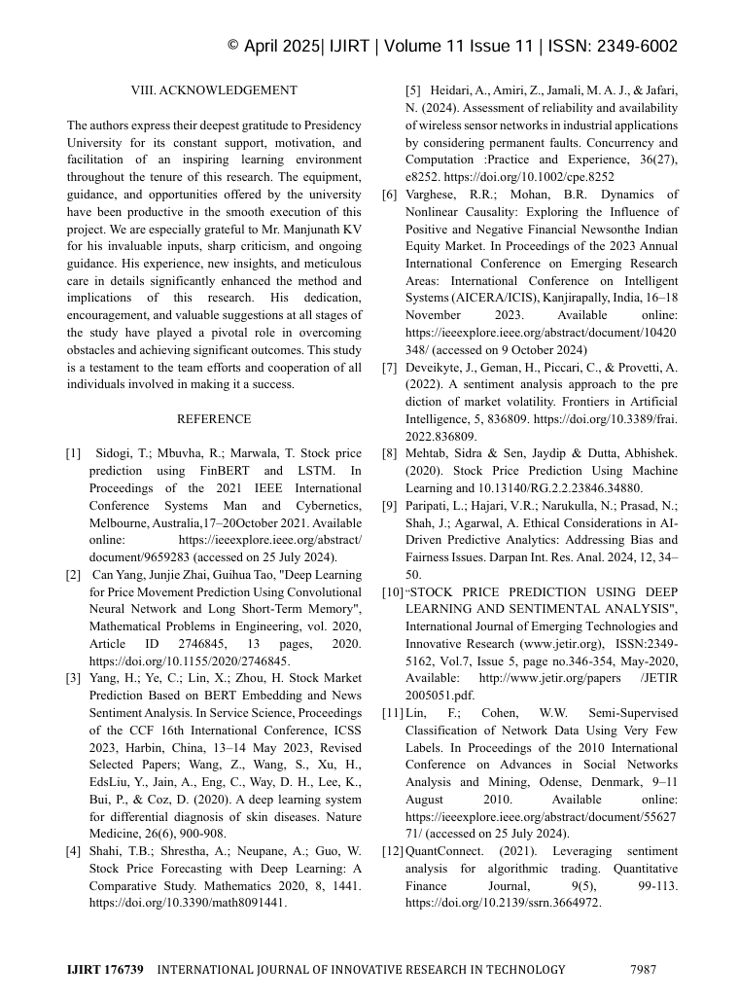 © April 2025| IJIRT | Volume 11 Issue 11 | ISSN: 2349-6002
VIII. ACKNOWLEDGEMENT
The authors express their deepest gratitude to Presidency
University for its constant support, motivation, and
facilitation of an inspiring learning environment
throughout the tenure of this research. The equipment,
guidance, and opportunities offered by the university
have been productive in the smooth execution of this
project. We are especially grateful to Mr. Manjunath KV
for his invaluable inputs, sharp criticism, and ongoing
guidance. His experience, new insights, and meticulous
care in details significantly enhanced the method and
implications of this research. His dedication,
encouragement, and valuable suggestions at all stages of
the study have played a pivotal role in overcoming
obstacles and achieving significant outcomes. This study
is a testament to the team efforts and cooperation of all
individuals involved in making it a success.
REFERENCE
[1] Sidogi, T.; Mbuvha, R.; Marwala, T. Stock price
prediction using FinBERT and LSTM. In
Proceedings of the 2021 IEEE International
Conference Systems Man and Cybernetics,
Melbourne, Australia,17–20October 2021. Available
online: https://ieeexplore.ieee.org/abstract/
document/9659283 (accessed on 25 July 2024).
[2] Can Yang, Junjie Zhai, Guihua Tao, "Deep Learning
for Price Movement Prediction Using Convolutional
Neural Network and Long Short-Term Memory",
Mathematical Problems in Engineering, vol. 2020,
Article ID 2746845, 13 pages, 2020.
https://doi.org/10.1155/2020/2746845.
[3] Yang, H.; Ye, C.; Lin, X.; Zhou, H. Stock Market
Prediction Based on BERT Embedding and News
Sentiment Analysis. In Service Science, Proceedings
of the CCF 16th International Conference, ICSS
2023, Harbin, China, 13–14 May 2023, Revised
Selected Papers; Wang, Z., Wang, S., Xu, H.,
EdsLiu, Y., Jain, A., Eng, C., Way, D. H., Lee, K.,
Bui, P., & Coz, D. (2020). A deep learning system
for differential diagnosis of skin diseases. Nature
Medicine, 26(6), 900-908.
[4] Shahi, T.B.; Shrestha, A.; Neupane, A.; Guo, W.
Stock Price Forecasting with Deep Learning: A
Comparative Study. Mathematics 2020, 8, 1441.
https://doi.org/10.3390/math8091441.
[5] Heidari, A., Amiri, Z., Jamali, M. A. J., & Jafari,
N. (2024). Assessment of reliability and availability
of wireless sensor networks in industrial applications
by considering permanent faults. Concurrency and
Computation :Practice and Experience, 36(27),
e8252. https://doi.org/10.1002/cpe.8252
[6] Varghese, R.R.; Mohan, B.R. Dynamics of
Nonlinear Causality: Exploring the Influence of
Positive and Negative Financial Newsonthe Indian
Equity Market. In Proceedings of the 2023 Annual
International Conference on Emerging Research
Areas: International Conference on Intelligent
Systems (AICERA/ICIS), Kanjirapally, India, 16–18
November 2023. Available online:
https://ieeexplore.ieee.org/abstract/document/10420
348/ (accessed on 9 October 2024)
[7] Deveikyte, J., Geman, H., Piccari, C., & Provetti, A.
(2022). A sentiment analysis approach to the pre
diction of market volatility. Frontiers in Artificial
Intelligence, 5, 836809. https://doi.org/10.3389/frai.
2022.836809.
[8] Mehtab, Sidra & Sen, Jaydip & Dutta, Abhishek.
(2020). Stock Price Prediction Using Machine
Learning and 10.13140/RG.2.2.23846.34880.
[9] Paripati, L.; Hajari, V.R.; Narukulla, N.; Prasad, N.;
Shah, J.; Agarwal, A. Ethical Considerations in AI-
Driven Predictive Analytics: Addressing Bias and
Fairness Issues. Darpan Int. Res. Anal. 2024, 12, 34–
50.
[10] “STOCK PRICE PREDICTION USING DEEP
LEARNING AND SENTIMENTAL ANALYSIS",
International Journal of Emerging Technologies and
Innovative Research (www.jetir.org), ISSN:2349-
5162, Vol.7, Issue 5, page no.346-354, May-2020,
Available: http://www.jetir.org/papers /JETIR
2005051.pdf.
[11] Lin, F.; Cohen, W.W. Semi-Supervised
Classification of Network Data Using Very Few
Labels. In Proceedings of the 2010 International
Conference on Advances in Social Networks
Analysis and Mining, Odense, Denmark, 9–11
August 2010. Available online:
https://ieeexplore.ieee.org/abstract/document/55627
71/ (accessed on 25 July 2024).
[12] QuantConnect. (2021). Leveraging sentiment
analysis for algorithmic trading. Quantitative
Finance Journal, 9(5), 99-113.
https://doi.org/10.2139/ssrn.3664972.
IJIRT 176739 INTERNATIONAL JOURNAL OF INNOVATIVE RESEARCH IN TECHNOLOGY 7987